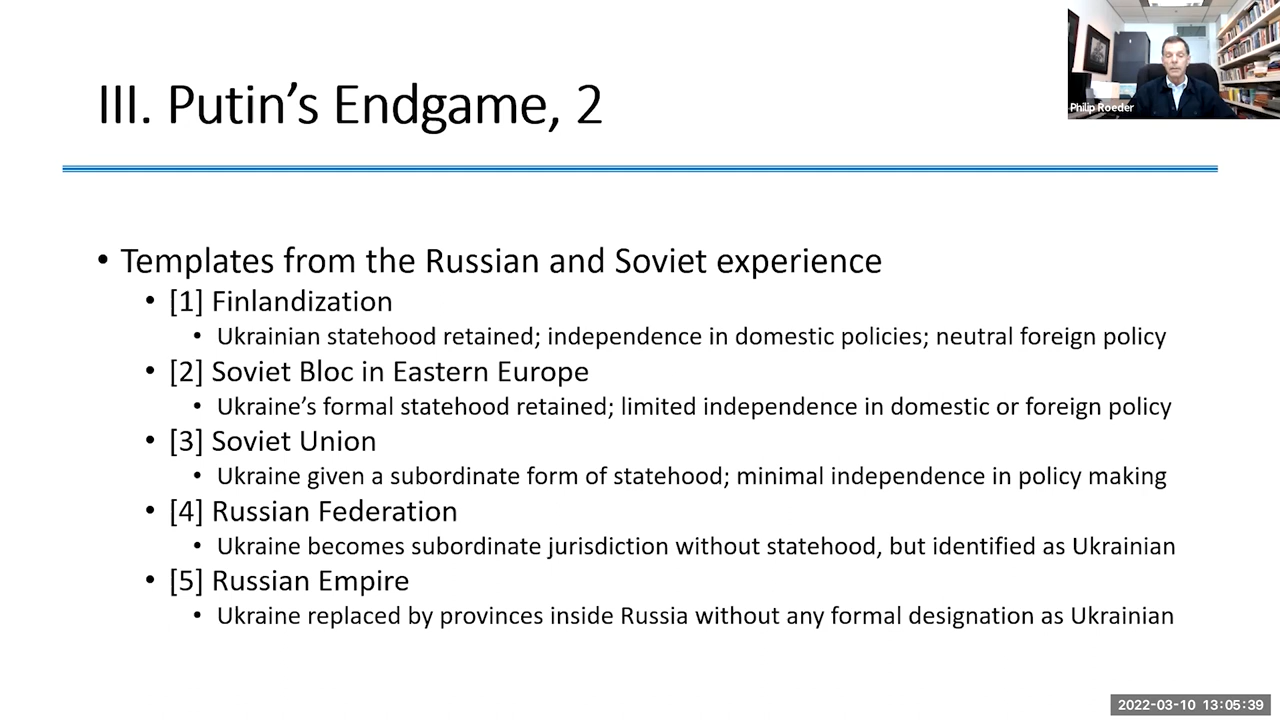 III. Putin's Endgame, 2
Philip Roeder
• Templates from the Russian and Soviet experience
• [1] Finlandization
• Ukrainian statehood retained; independence in domestic policies; neutral foreign policy
• [2] Soviet Bloc in Eastern Europe
• Ukraine's formal statehood retained; limited independence in domestic or foreign policy
• [3] Soviet Union
• Ukraine given a subordinate form of statehood; minimal independence in policy making
• [4] Russian Federation
• Ukraine becomes subordinate jurisdiction without statehood, but identified as Ukrainian
• [5] Russian Empire
• Ukraine replaced by provinces inside Russia without any formal designation as Ukrainian
2022-03-10 13:05:39